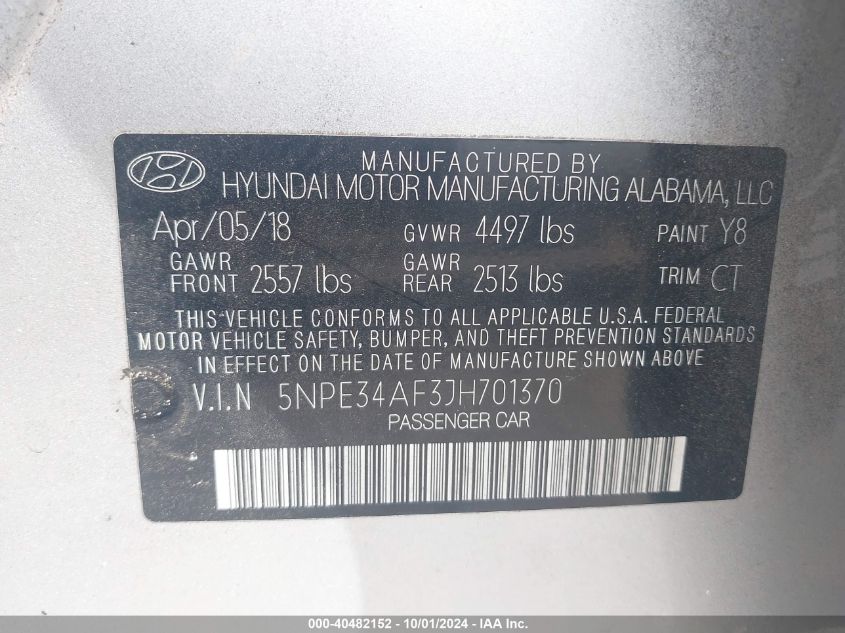 MANUFACTURED BY
HYUNDAI MOTOR MANUFACTURING ALABAMA, LLC
Apr/05/18 GVWR 4497 lbs PAINT Y8
GAWR FRONT 2557 lbs GAWR REAR 2513 lbs TRIM CT
THIS VEHICLE CONFORMS TO ALL APPLICABLE U.S.A. FEDERAL
MOTOR VEHICLE SAFETY, BUMPER, AND THEFT PREVENTION STANDARDS
IN EFFECT ON THE DATE OF MANUFACTURE SHOWN ABOVE
V.I.N 5NPE34AF3JH701370
PASSENGER CAR
000-40482152 - 10/01/2024 - IAA Inc.